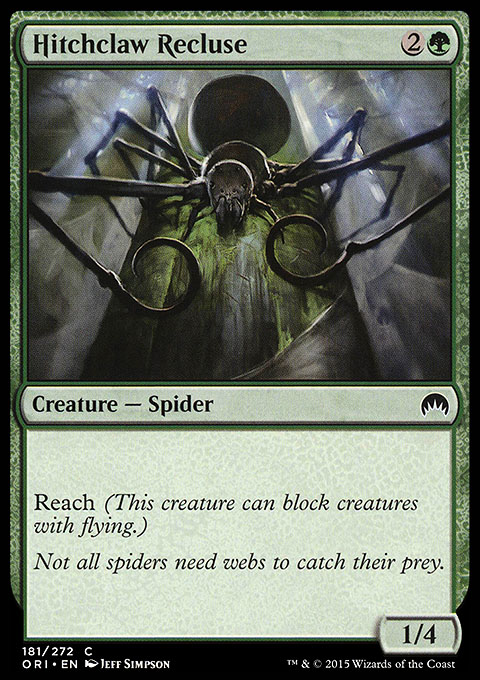 Hitchclaw Recluse 2
Creature — Spider
Reach (This creature can block creatures
with flying.)
Not all spiders need webs to catch their prey.
1/4
181/272 C
ORI • EN Jeff Simpson
™ & © 2015 Wizards of the Coast